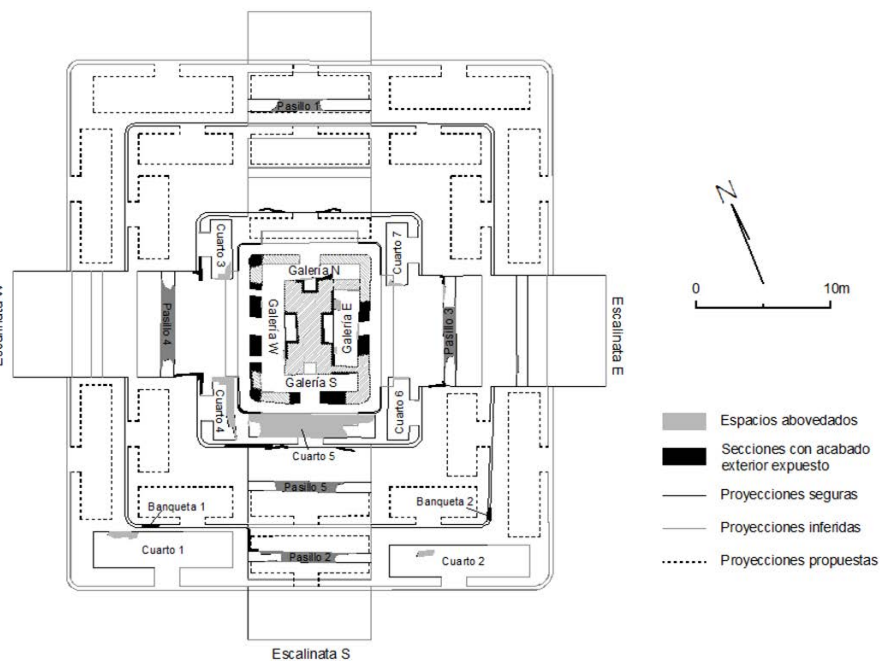 Pasillo 1
Cuarto 3
Cuarto 7
Galería N
Galería W
Galería E
Galería S
Pasillo 4
Pasillo 3
Escalinata W
Escalinata E
Cuarto 4
Cuarto 6
Cuarto 5
Pasillo 5
Banqueta 1
Banqueta 2
Cuarto 1
Pasillo 2
Cuarto 2
Escalinata S
N
0 10m
Espacios abovedados
Secciones con acabado
exterior expuesto
Proyecciones seguras
Proyecciones inferidas
Proyecciones propuestas